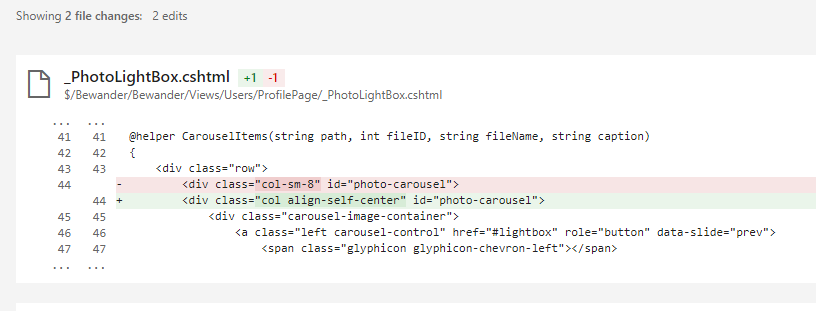 Showing 2 file changes: 2 edits
_PhotoLightBox.cshtml +1 -1
$/Bewander/Bewander/Views/Users/ProfilePage/_PhotoLightBox.cshtml
... ...
41 41 @helper CarouselItems(string path, int fileID, string fileName, string caption)
42 42 {
43 43 <div class="row">
44 - <div class="col-sm-8" id="photo-carousel">
44 + <div class="col align-self-center" id="photo-carousel">
45 45 <div class="carousel-image-container">
46 46 <a class="left carousel-control" href="#lightbox" role="button" data-slide="prev">
47 47 <span class="glyphicon glyphicon-chevron-left"></span>
... ...